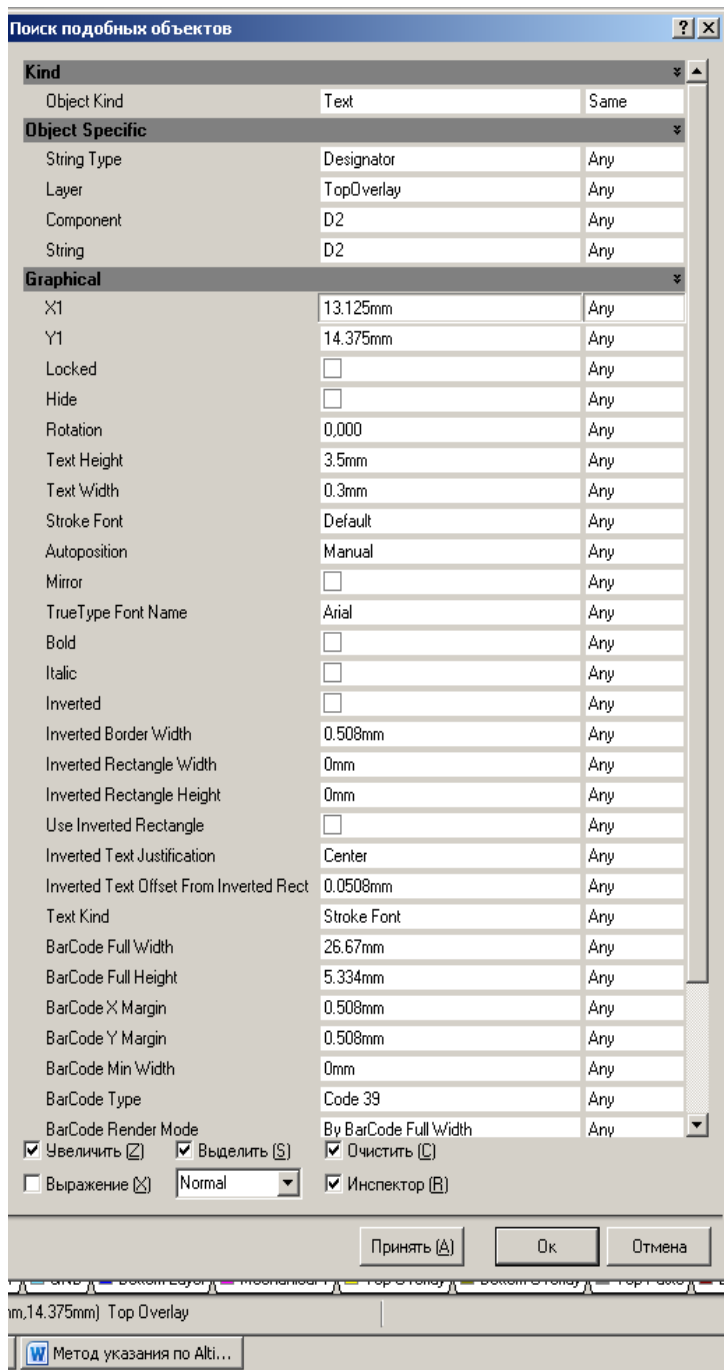 Поиск подобных объектов
Kind
Object Kind Text Same
Object Specific
String Type Designator Any
Layer TopOverlay Any
Component D2 Any
String D2 Any
Graphical
X1 13.125mm Any
Y1 14.375mm Any
Locked Any
Hide Any
Rotation 0,000 Any
Text Height 3.5mm Any
Text Width 0.3mm Any
Stroke Font Default Any
Autoposition Manual Any
Mirror Any
TrueType Font Name Arial Any
Bold Any
Italic Any
Inverted Any
Inverted Border Width 0.508mm Any
Inverted Rectangle Width 0mm Any
Inverted Rectangle Height 0mm Any
Use Inverted Rectangle Any
Inverted Text Justification Center Any
Inverted Text Offset From Inverted Rect 0.0508mm Any
Text Kind Stroke Font Any
BarCode Full Width 26.67mm Any
BarCode Full Height 5.334mm Any
BarCode X Margin 0.508mm Any
BarCode Y Margin 0.508mm Any
BarCode Min Width 0mm Any
BarCode Type Code 39 Any
BarCode Render Mode By BarCode Full Width Any
Увеличить (Z) Выделить (S) Очистить (C)
Выражение (X) Normal Инспектор (R)
Принять (A) Ок Отмена
m,14.375mm) Top Overlay
Метод указания по Alti...